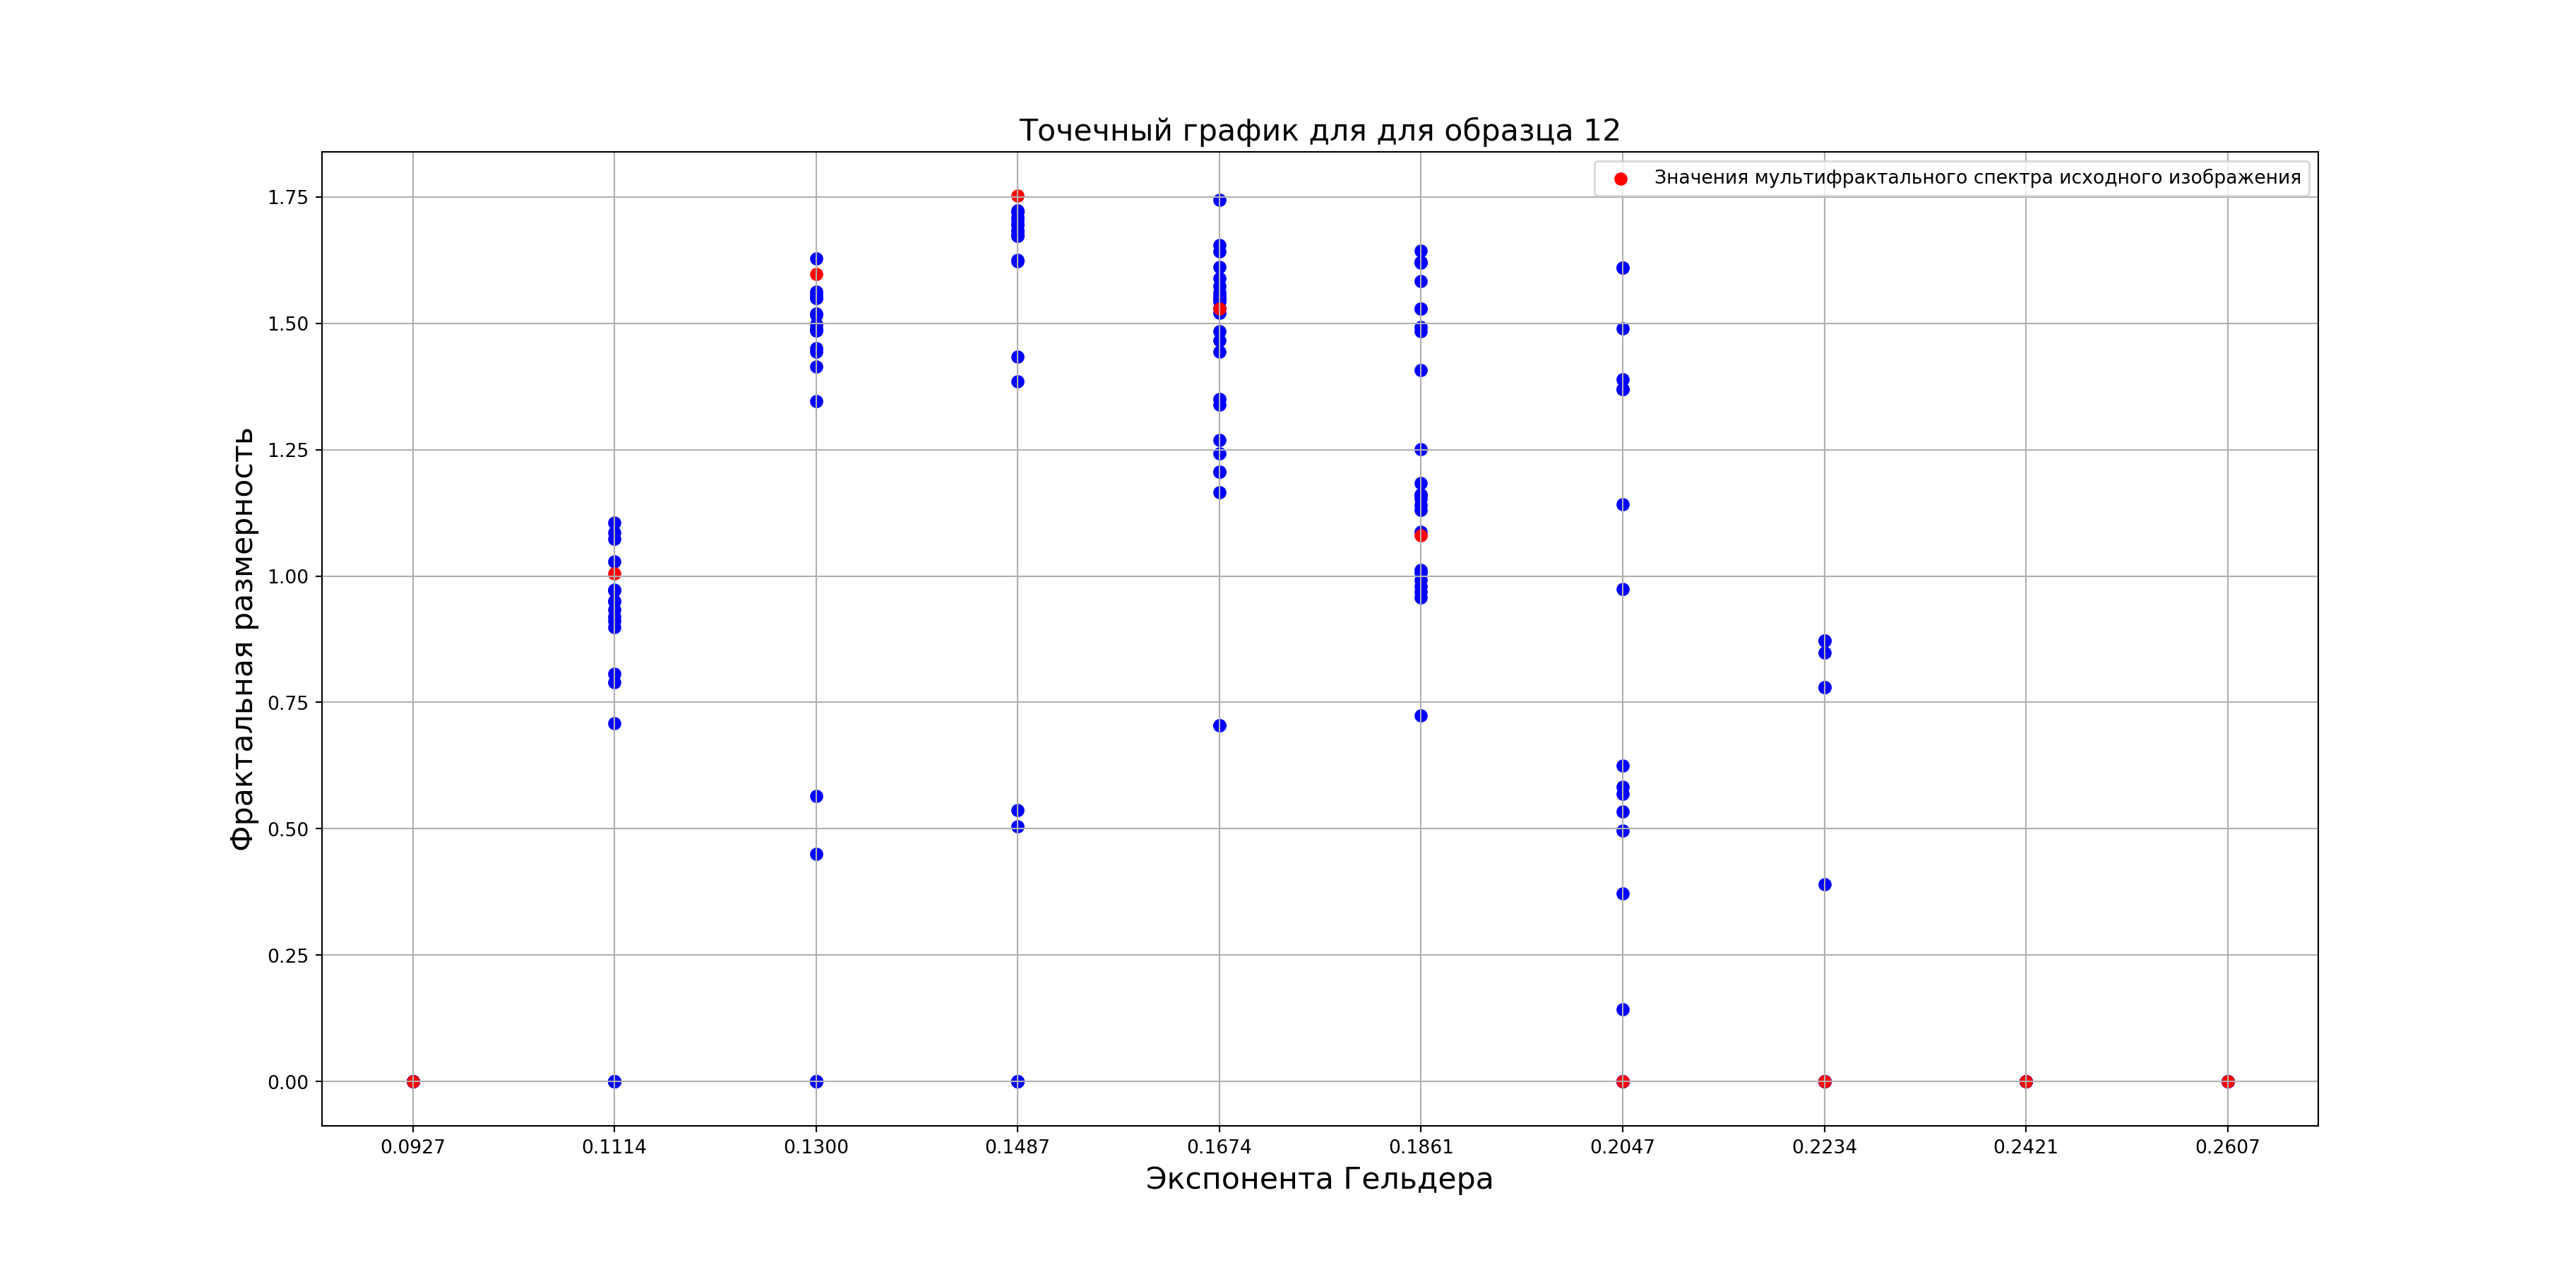 Точечный график для для образца 12
Значения мультифрактального спектра исходного изображения
Фрактальная размерность
1.75
1.50
1.25
1.00
0.75
0.50
0.25
0.00
0.0927 0.1114 0.1300 0.1487 0.1674 0.1861 0.2047 0.2234 0.2421 0.2607
Экспонента Гельдера